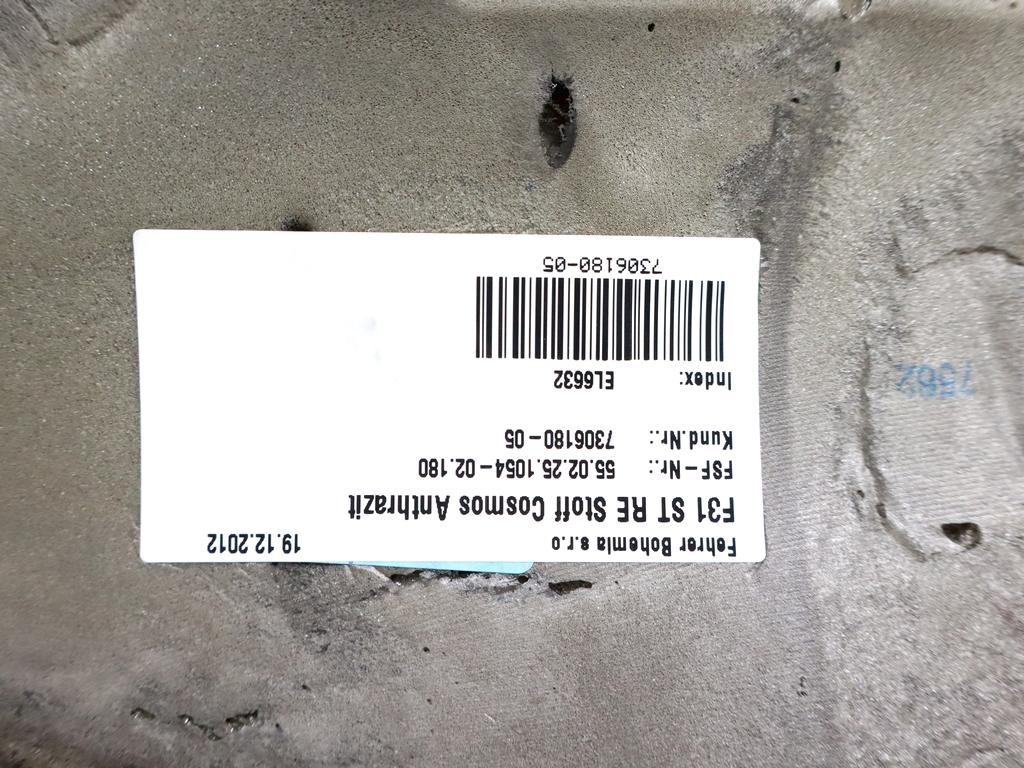 Fehrer Bohemia s.r.o 19.12.2012
F31 ST RE Stoff Cosmos Anthrazit
FSF-Nr.: 55.02.25.1054-02.180
Kund.Nr.: 7306180-05
Index: EL6632
7306180-05
7562